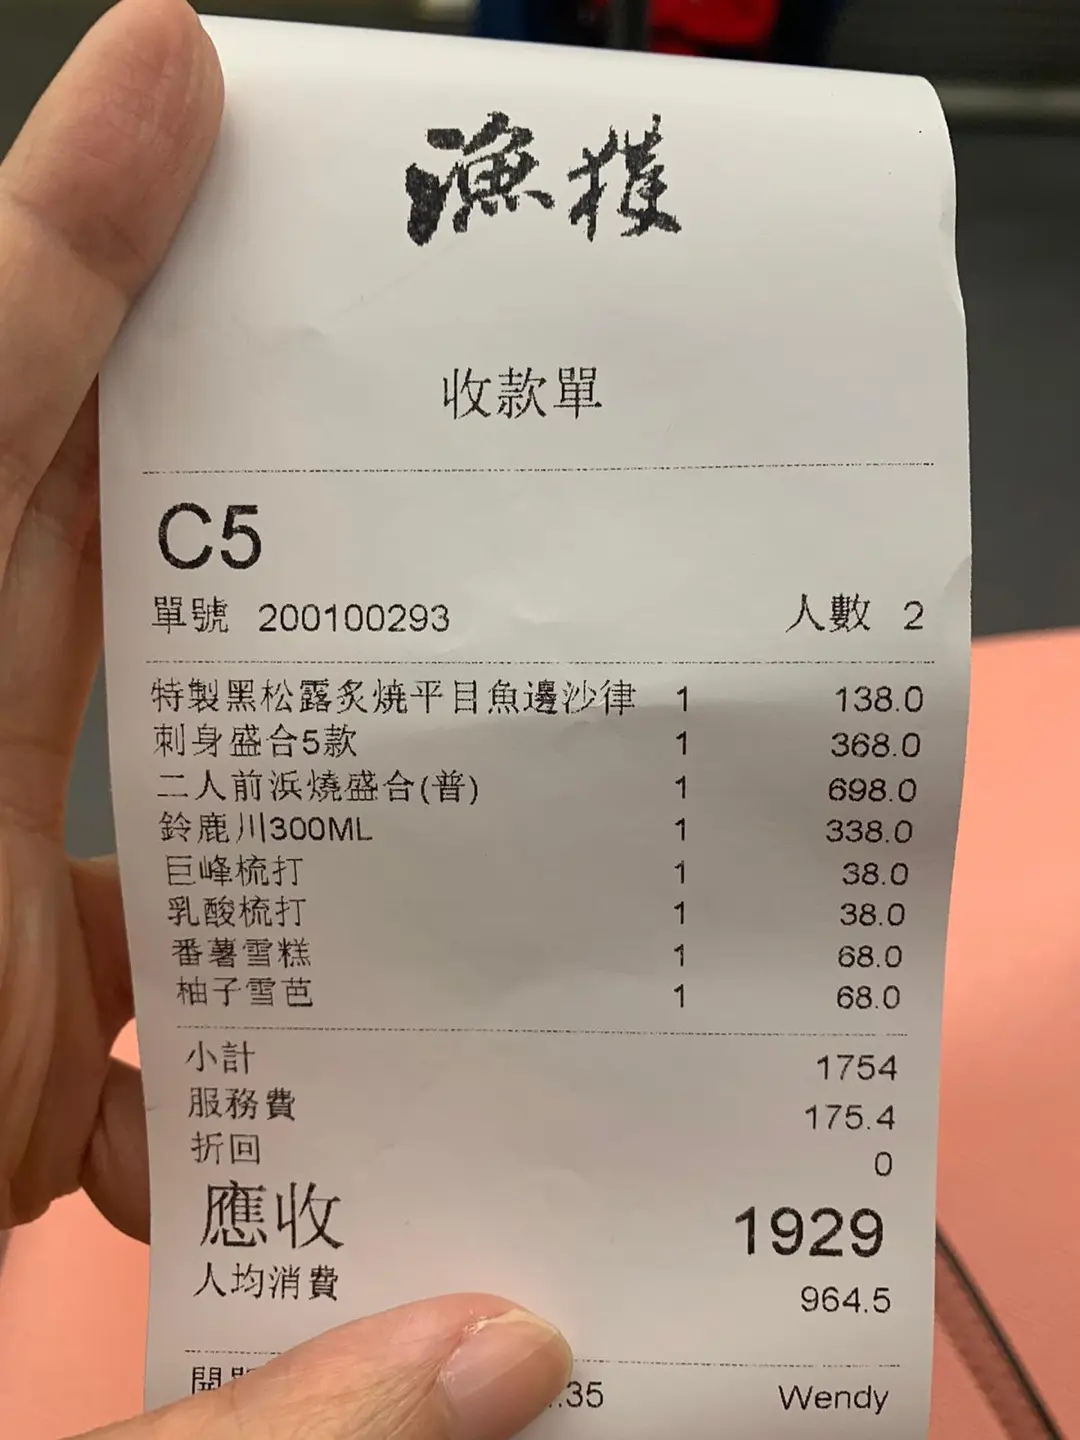 漁獲
收款單
C5
單號 200100293 人數 2
特製黑松露炙燒平目魚邊沙律 1 138.0
刺身盛合5款 1 368.0
二人前浜燒盛合(普) 1 698.0
鈴鹿川300ML 1 338.0
巨峰梳打 1 38.0
乳酸梳打 1 38.0
番薯雪糕 1 68.0
柚子雪芭 1 68.0
小計 1754
服務費 175.4
折回 0
應收 1929
人均消費 964.5
開 :35 Wendy